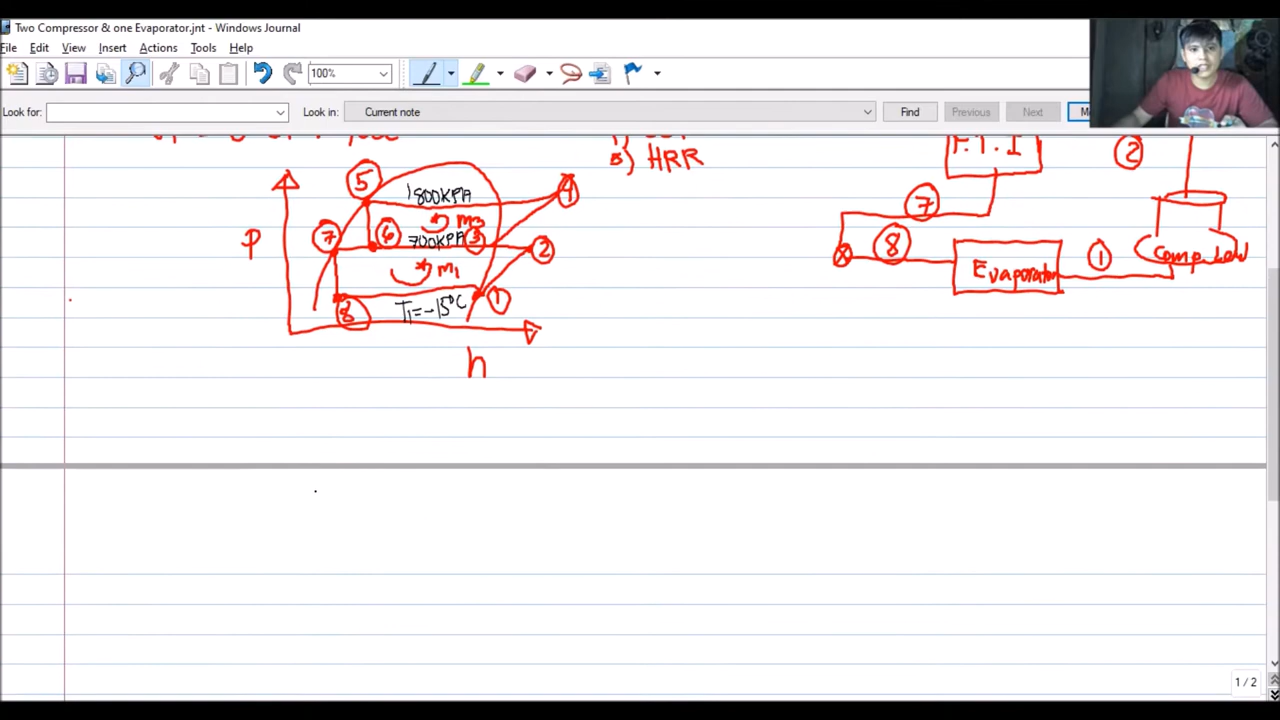 Two Compressor & one Evaporator.jnt - Windows Journal
File Edit View Insert Actions Tools Help
100%
Look for: Look in: Current note Find Previous Next
3) HRR
F.T.I
2
5
1800KPA
4
m3
7
6
700KPA
3
2
P
m1
8
T1=-15°C
1
h
7
8
1
Evaporator
Comp. Low
1 / 2